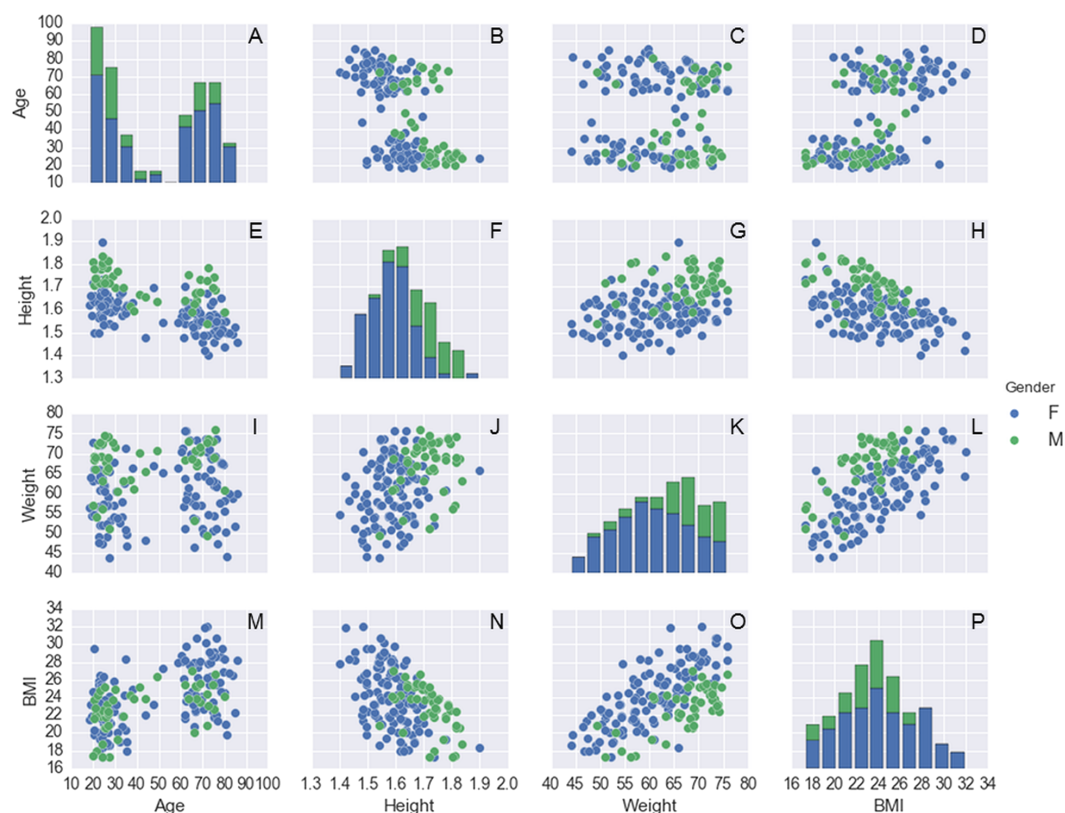 A B C D
Age
100
90
80
70
60
50
40
30
20
10
E F G H
Height
2.0
1.9
1.8
1.7
1.6
1.5
1.4
1.3
Gender
F
M
I J K L
Weight
80
75
70
65
60
55
50
45
40
M N O P
BMI
34
32
30
28
26
24
22
20
18
16
10 20 30 40 50 60 70 80 90 100
1.3 1.4 1.5 1.6 1.7 1.8 1.9 2.0
40 45 50 55 60 65 70 75 80
16 18 20 22 24 26 28 30 32 34
Age Height Weight BMI